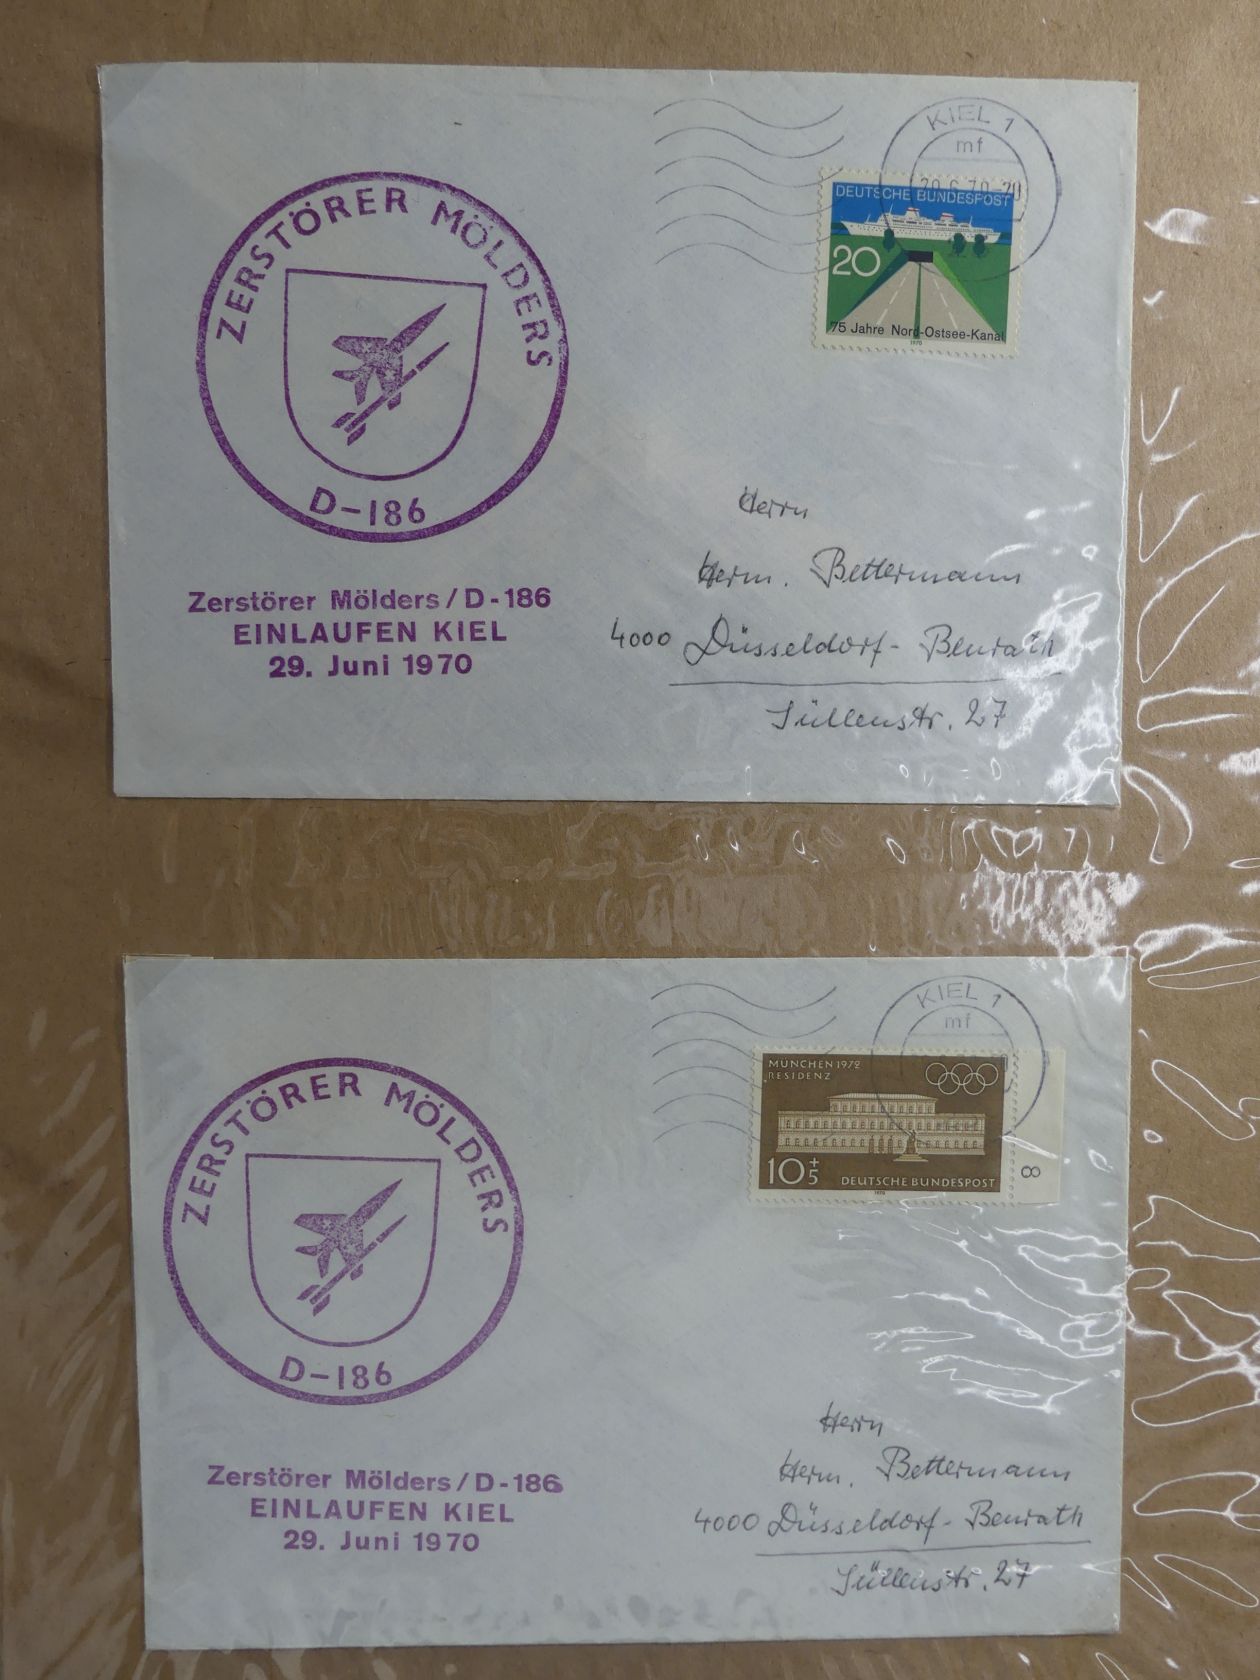 ZERSTÖRER MÖLDERS
D-186
Zerstörer Mölders/D-186
EINLAUFEN KIEL
29. Juni 1970
KIEL 1
mf
DEUTSCHE BUNDESPOST
20
75 Jahre Nord-Ostsee-Kanal
1970
Herrn
Herm. Bettermann
4000 Düsseldorf-Benrath
Süllenstr. 27
ZERSTÖRER MÖLDERS
D-186
Zerstörer Mölders/D-186
EINLAUFEN KIEL
29. Juni 1970
KIEL 1
mf
MÜNCHEN 1972
RESIDENZ
10+5
DEUTSCHE BUNDESPOST
1970
8
Herrn
Herm. Bettermann
4000 Düsseldorf-Benrath
Süllenstr. 27